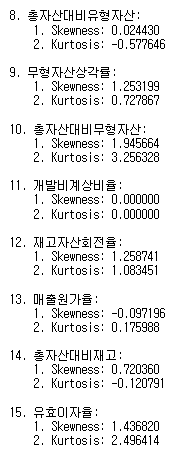 8. 총자산대비유형자산:
1. Skewness: 0.024430
2. Kurtosis: -0.577646
9. 무형자산상각률:
1. Skewness: 1.253199
2. Kurtosis: 0.727867
10. 총자산대비무형자산:
1. Skewness: 1.945664
2. Kurtosis: 3.256328
11. 개발비계상비율:
1. Skewness: 0.000000
2. Kurtosis: 0.000000
12. 재고자산회전율:
1. Skewness: 1.258741
2. Kurtosis: 1.083451
13. 매출원가율:
1. Skewness: -0.097196
2. Kurtosis: 0.175988
14. 총자산대비재고:
1. Skewness: 0.720360
2. Kurtosis: -0.120791
15. 유효이자율:
1. Skewness: 1.436820
2. Kurtosis: 2.496414